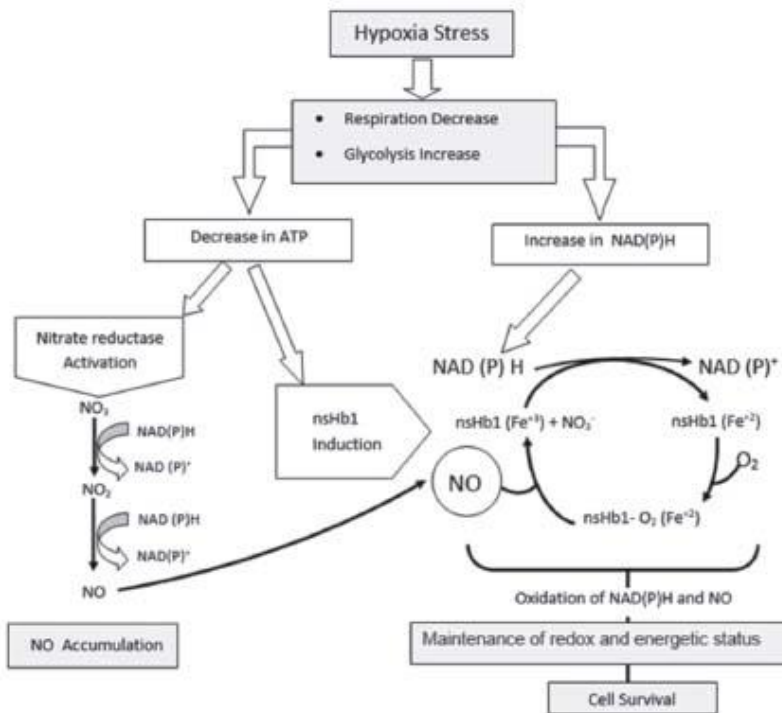 Hypoxia Stress
• Respiration Decrease
• Glycolysis Increase
Decrease in ATP
Increase in NAD(P)H
Nitrate reductase
Activation
nsHb1
Induction
NO₃
NAD(P)H
NAD (P)⁺
NO₂
NAD (P)H
NAD(P)⁺
NO
NO Accumulation
NAD (P) H
NAD (P)⁺
nsHb1 (Fe⁺³) + NO₃⁻
nsHb1 (Fe⁺²)
NO
O₂
nsHb1- O₂ (Fe⁺²)
Oxidation of NAD(P)H and NO
Maintenance of redox and energetic status
Cell Survival